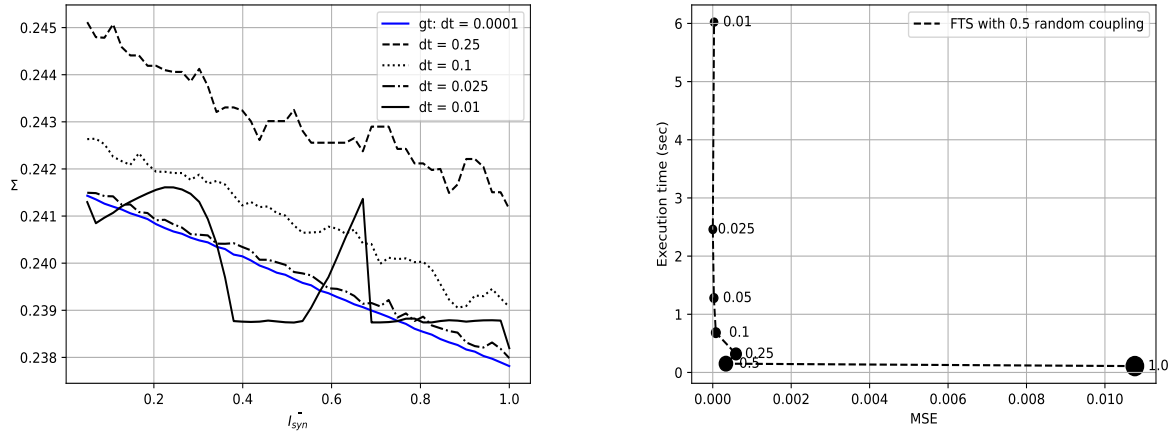 0.245
0.244
0.243
0.242
0.241
0.240
0.239
0.238
Σ
gt: dt = 0.0001
dt = 0.25
dt = 0.1
dt = 0.025
dt = 0.01
0.2 0.4 0.6 0.8 1.0
I_syn^-
6
5
4
3
2
1
0
Execution time (sec)
FTS with 0.5 random coupling
0.01
0.025
0.05
0.1
0.25
0.5
1.0
0.000 0.002 0.004 0.006 0.008 0.010
MSE